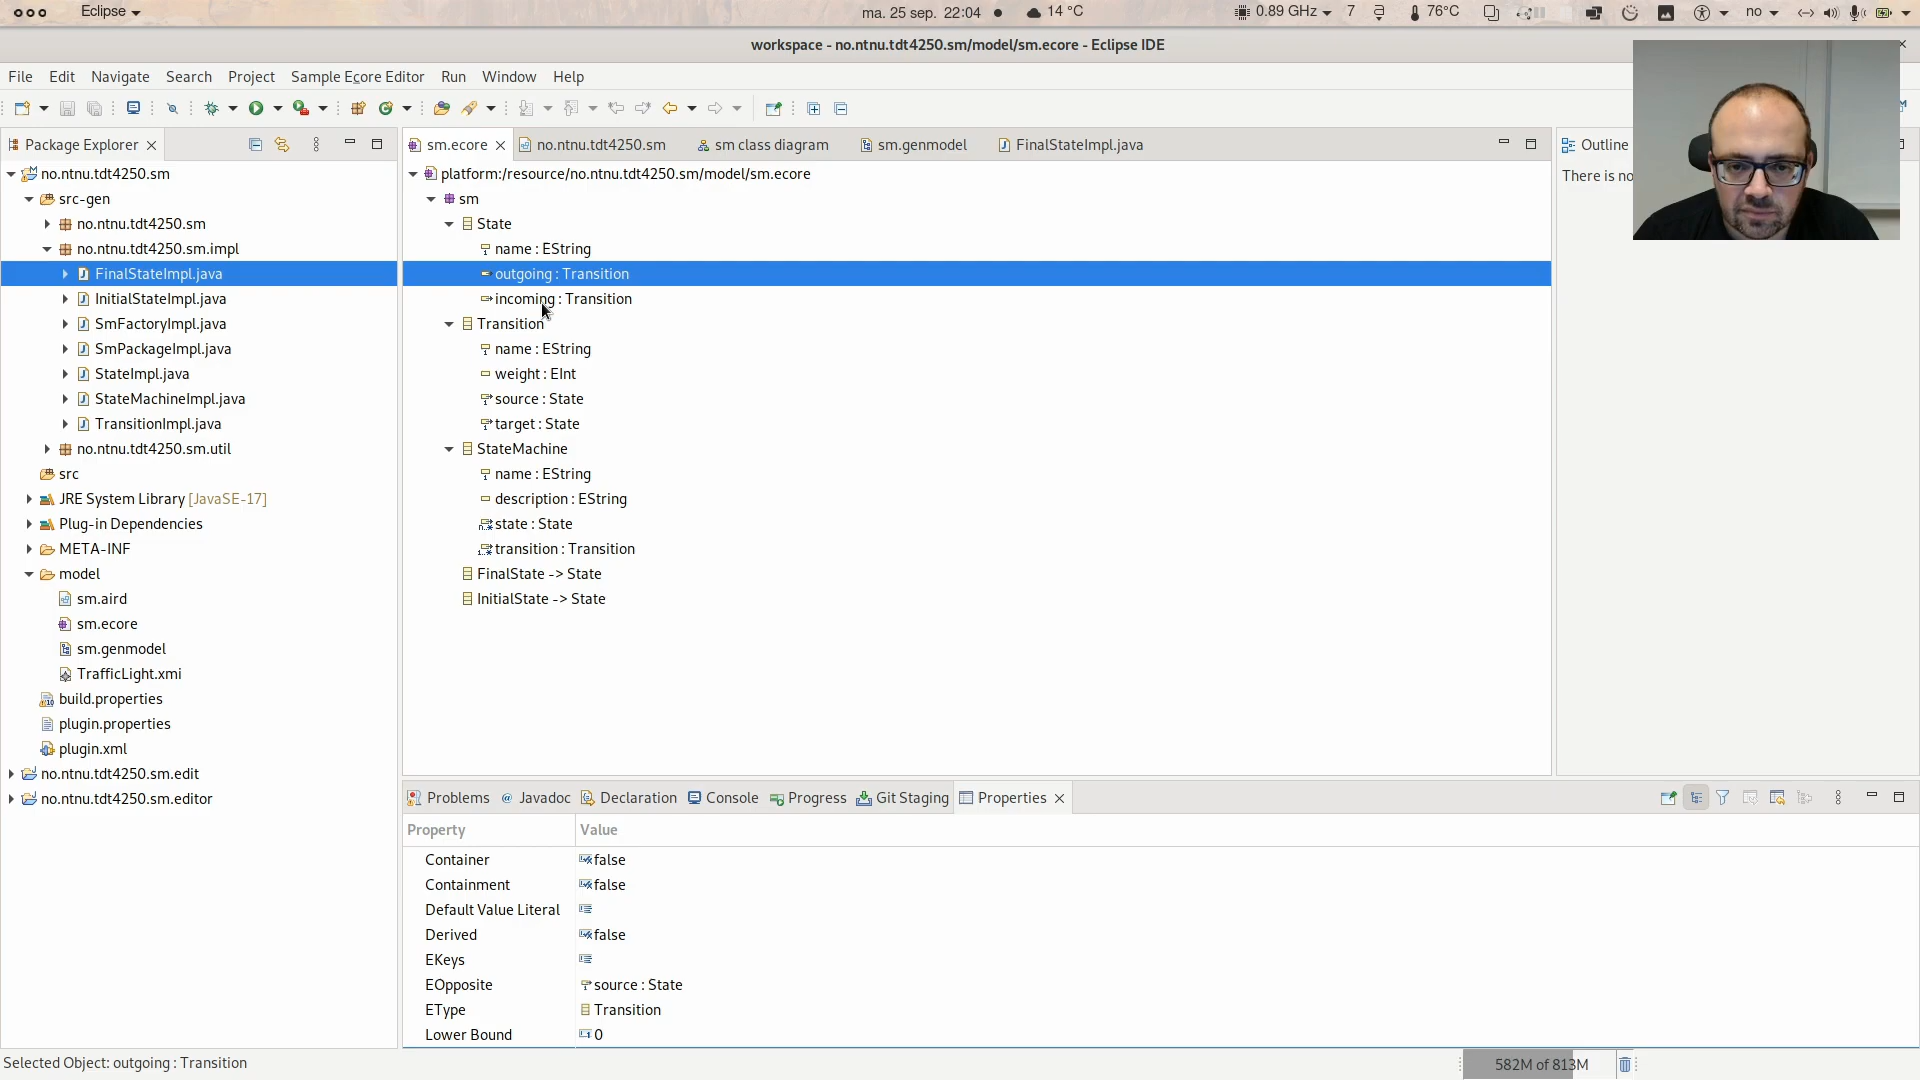 Eclipse
ma. 25 sep. 22:04
14 °C
0.89 GHz
7
76°C
no
workspace - no.ntnu.tdt4250.sm/model/sm.ecore - Eclipse IDE
File Edit Navigate Search Project Sample Ecore Editor Run Window Help
Package Explorer
no.ntnu.tdt4250.sm
src-gen
no.ntnu.tdt4250.sm
no.ntnu.tdt4250.sm.impl
FinalStateImpl.java
InitialStateImpl.java
SmFactoryImpl.java
SmPackageImpl.java
StateImpl.java
StateMachineImpl.java
TransitionImpl.java
no.ntnu.tdt4250.sm.util
src
JRE System Library [JavaSE-17]
Plug-in Dependencies
META-INF
model
sm.aird
sm.ecore
sm.genmodel
TrafficLight.xmi
build.properties
plugin.properties
plugin.xml
no.ntnu.tdt4250.sm.edit
no.ntnu.tdt4250.sm.editor
sm.ecore
no.ntnu.tdt4250.sm
sm class diagram
sm.genmodel
FinalStateImpl.java
platform:/resource/no.ntnu.tdt4250.sm/model/sm.ecore
sm
State
name : EString
outgoing : Transition
incoming : Transition
Transition
name : EString
weight : EInt
source : State
target : State
StateMachine
name : EString
description : EString
state : State
transition : Transition
FinalState -> State
InitialState -> State
Outline
There is no
Problems
Javadoc
Declaration
Console
Progress
Git Staging
Properties
Property Value
Container false
Containment false
Default Value Literal
Derived false
EKeys
EOpposite source : State
EType Transition
Lower Bound 0
Selected Object: outgoing : Transition
582M of 813M